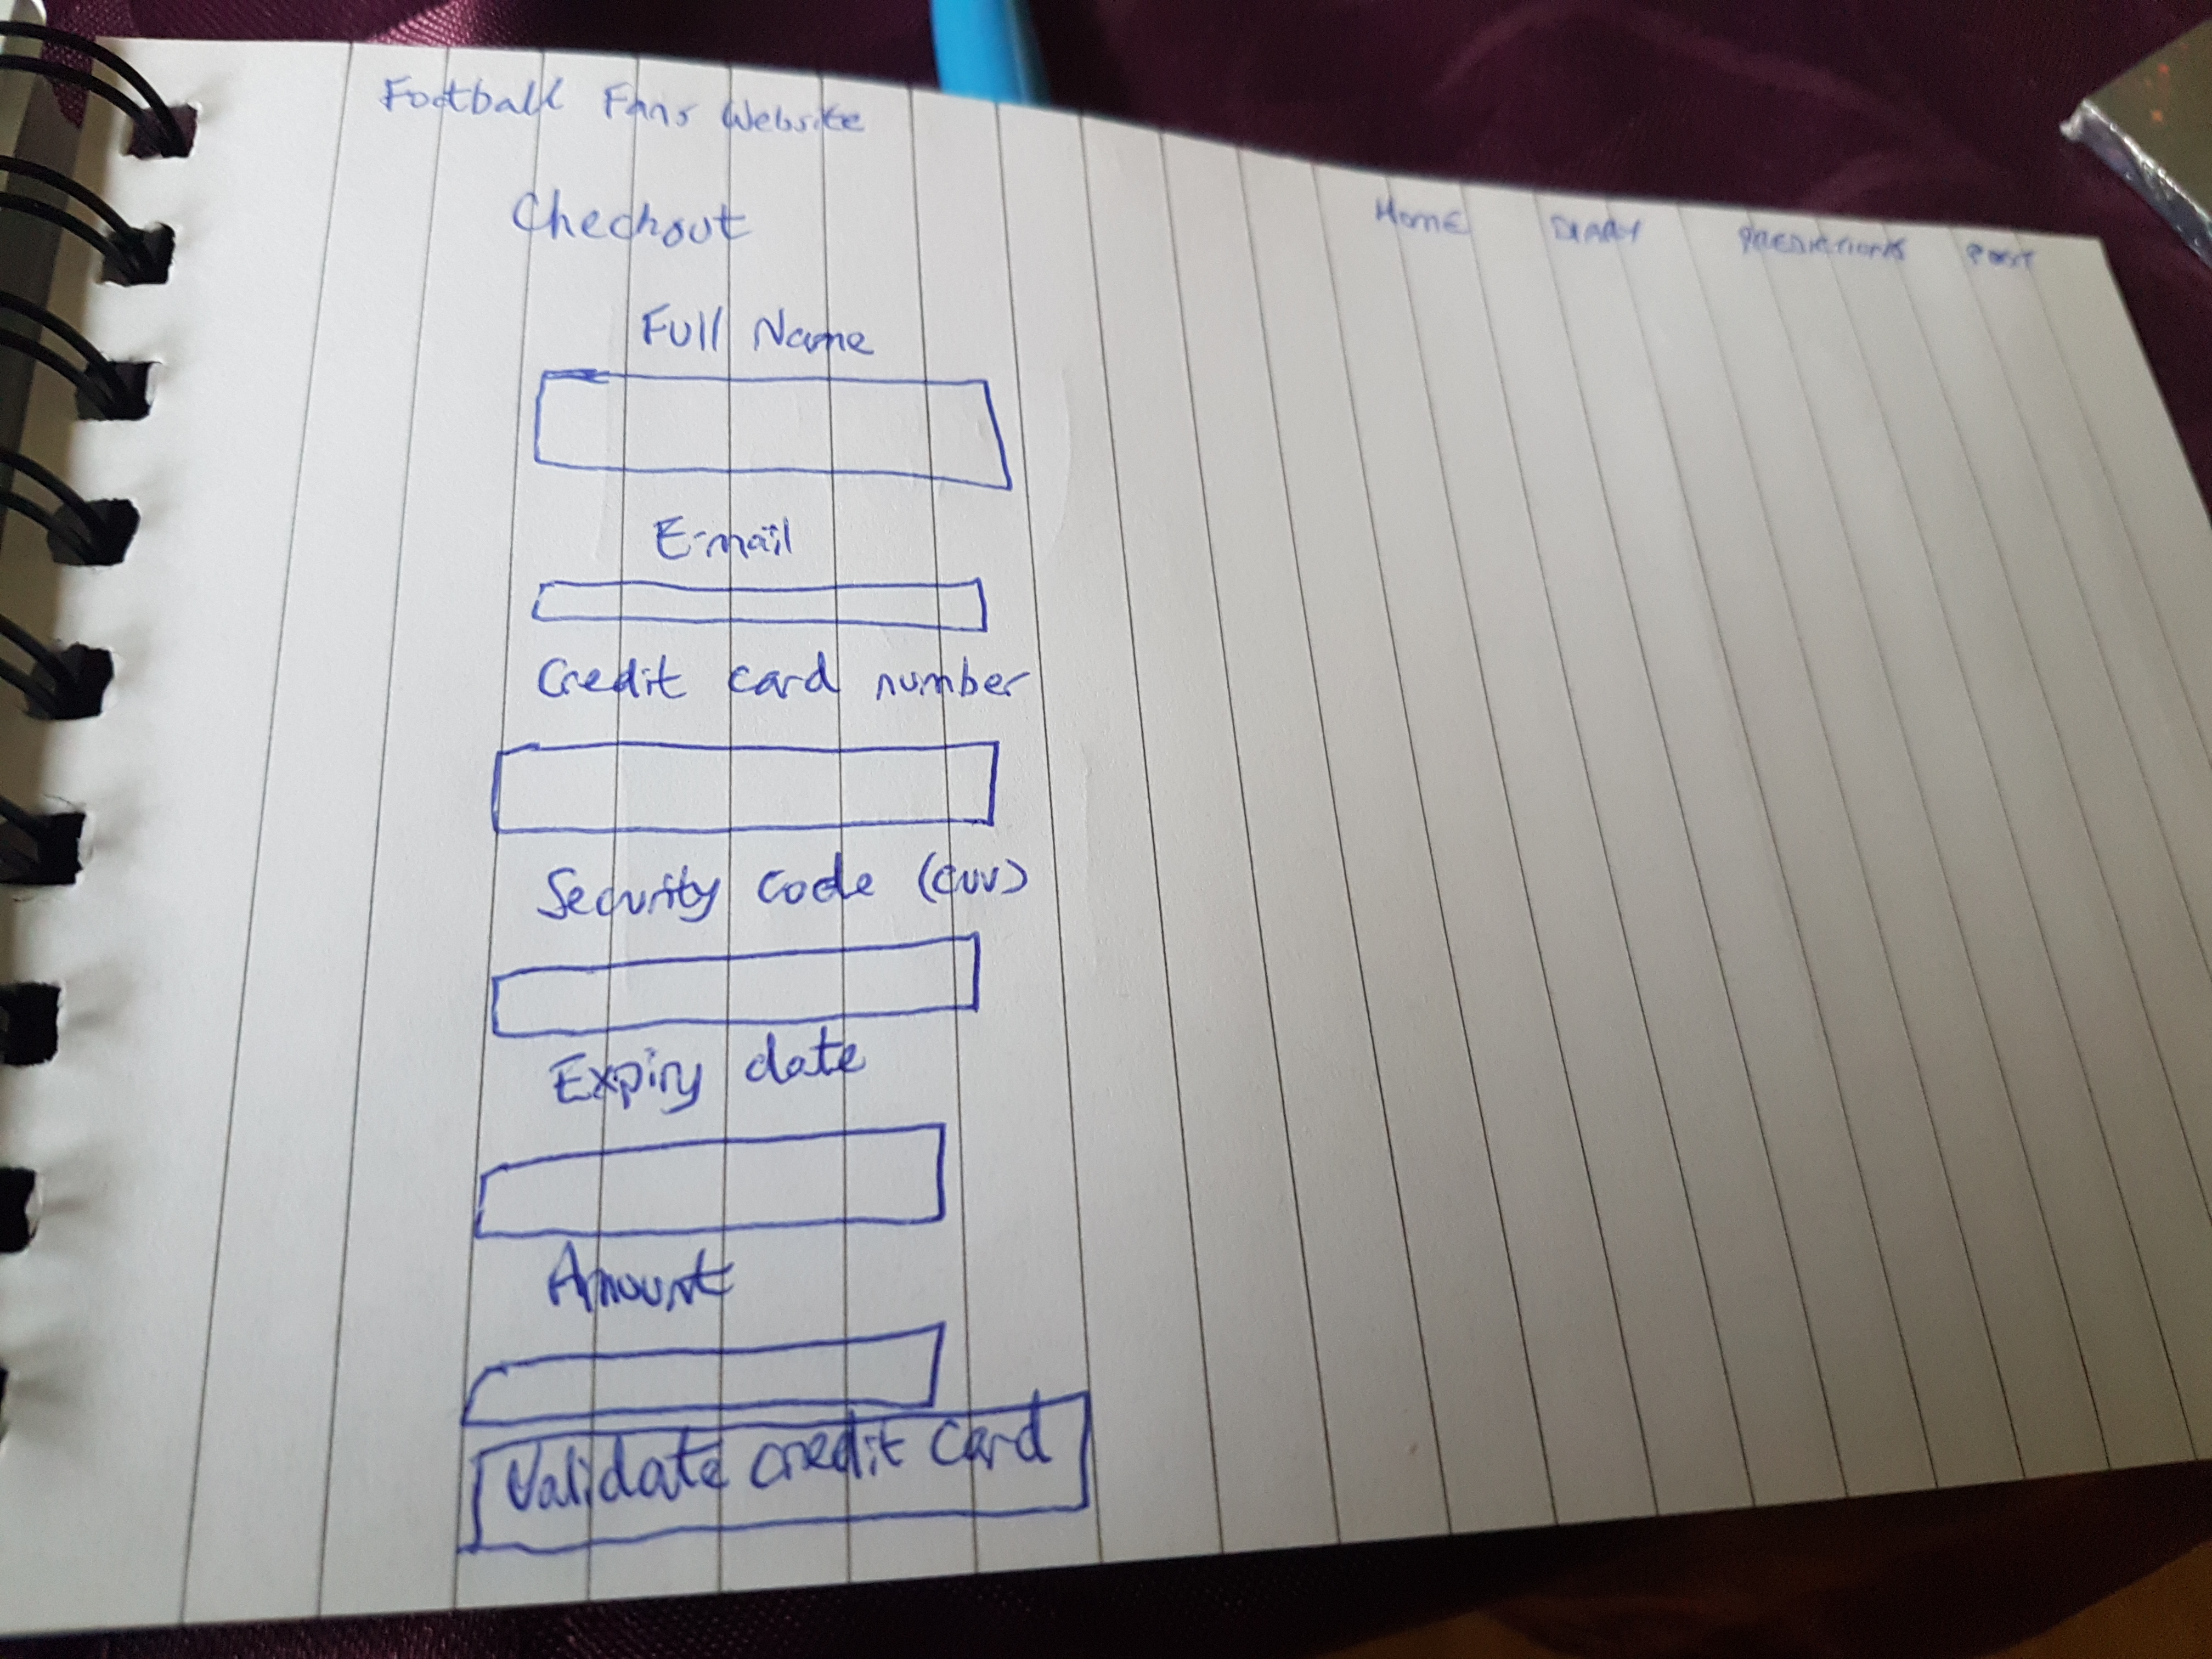 Football Fans Website
Checkout
HOME DIARY PREDICTIONS POST
Full Name
E-mail
Credit card number
Security code (CVV)
Expiry date
Amount
Validate credit card